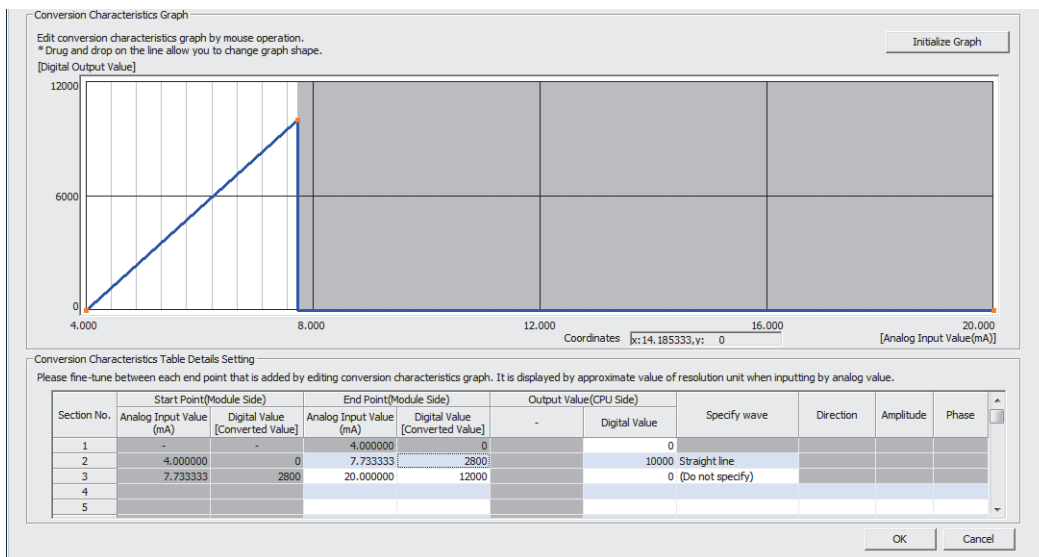 Conversion Characteristics Graph
Edit conversion characteristics graph by mouse operation.
* Drug and drop on the line allow you to change graph shape.
Initialize Graph
[Digital Output Value]
12000
6000
0
4.000 8.000 12.000 16.000 20.000
Coordinates x:14.185333,y: 0 [Analog Input Value(mA)]
Conversion Characteristics Table Details Setting
Please fine-tune between each end point that is added by editing conversion characteristics graph. It is displayed by approximate value of resolution unit when inputting by analog value.
Section No. Start Point(Module Side) End Point(Module Side) Output Value(CPU Side) Specify wave Direction Amplitude Phase
Analog Input Value (mA) Digital Value [Converted Value] Analog Input Value (mA) Digital Value [Converted Value] - Digital Value
1 - - 4.000000 0 0
2 4.000000 0 7.733333 2800 10000 Straight line
3 7.733333 2800 20.000000 12000 0 (Do not specify)
4
5
OK Cancel